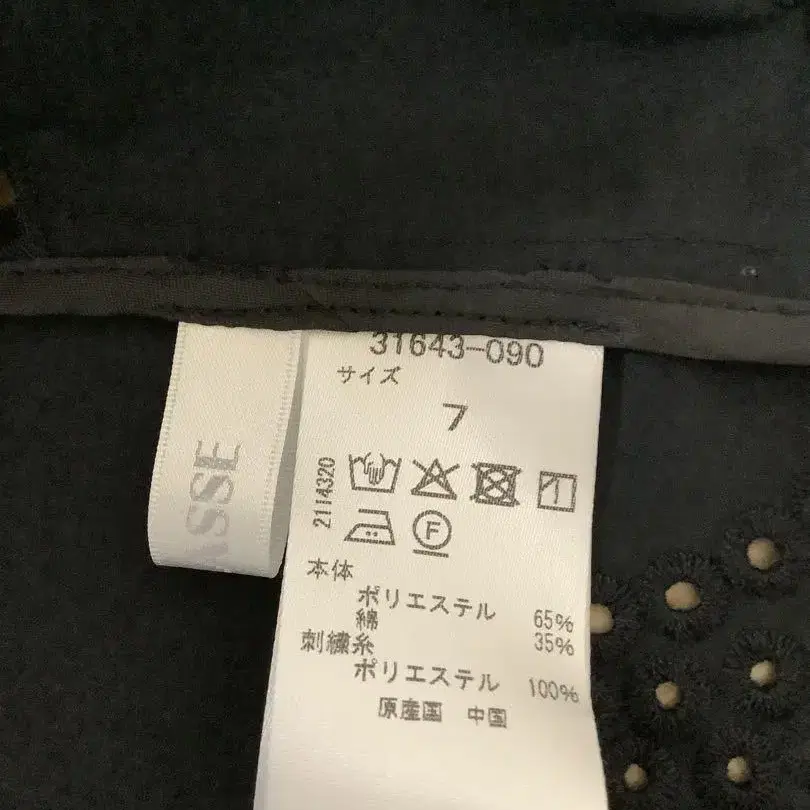 31643-090
サイズ
7
2114320
F
本体
ポリエステル 65%
綿 35%
刺繍糸
ポリエステル 100%
原産国 中国
ASSE